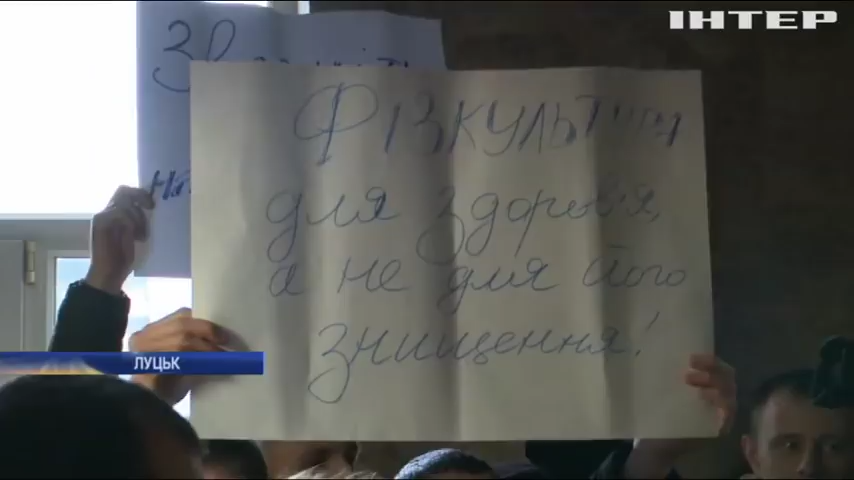 ІНТЕР
ФІЗКУЛЬТУРА
для здоров'я,
а не для його
знищення!
ЛУЦЬК